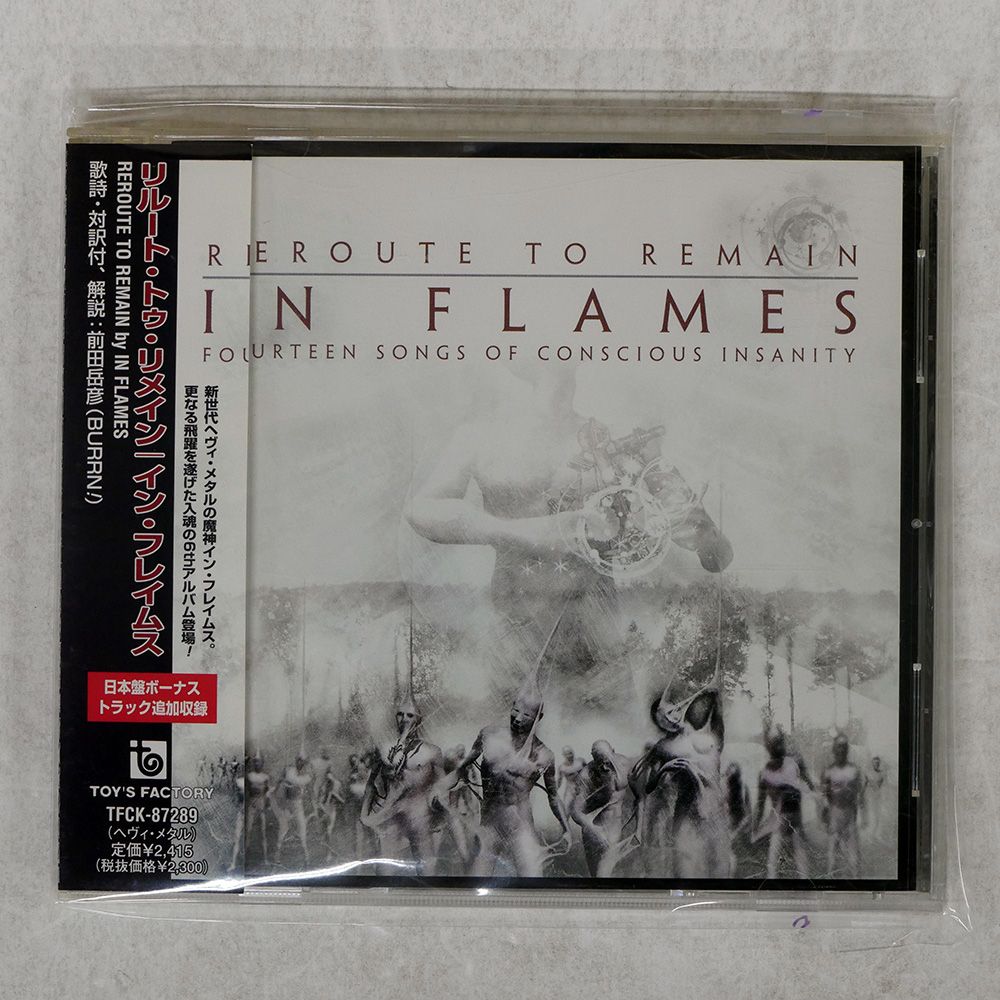 リルート・トゥ・リメイン|イン・フレイムス
REROUTE TO REMAIN by IN FLAMES
歌詩・対訳付、解説：前田岳彦 (BURRN!)
新世代ヘヴィ・メタルの魔神イン・フレイムス。
更なる飛躍を遂げた入魂の6thアルバム登場！
日本盤ボーナス
トラック追加収録
TOY'S FACTORY
TFCK-87289
(ヘヴィ・メタル)
定価¥2,415
(税抜価格¥2,300)
REROUTE TO REMAIN
IN FLAMES
FOURTEEN SONGS OF CONSCIOUS INSANITY